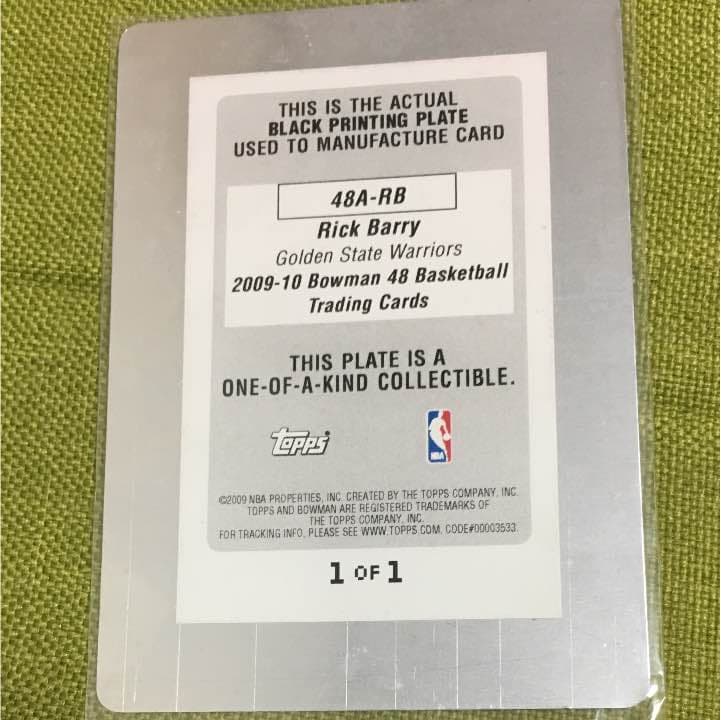 THIS IS THE ACTUAL
BLACK PRINTING PLATE
USED TO MANUFACTURE CARD
48A-RB
Rick Barry
Golden State Warriors
2009-10 Bowman 48 Basketball
Trading Cards
THIS PLATE IS A
ONE-OF-A-KIND COLLECTIBLE.
topps®
NBA
©2009 NBA PROPERTIES, INC. CREATED BY THE TOPPS COMPANY, INC.
TOPPS AND BOWMAN ARE REGISTERED TRADEMARKS OF
THE TOPPS COMPANY, INC.
FOR TRACKING INFO, PLEASE SEE WWW.TOPPS.COM. CODE#00003533.
1 OF 1